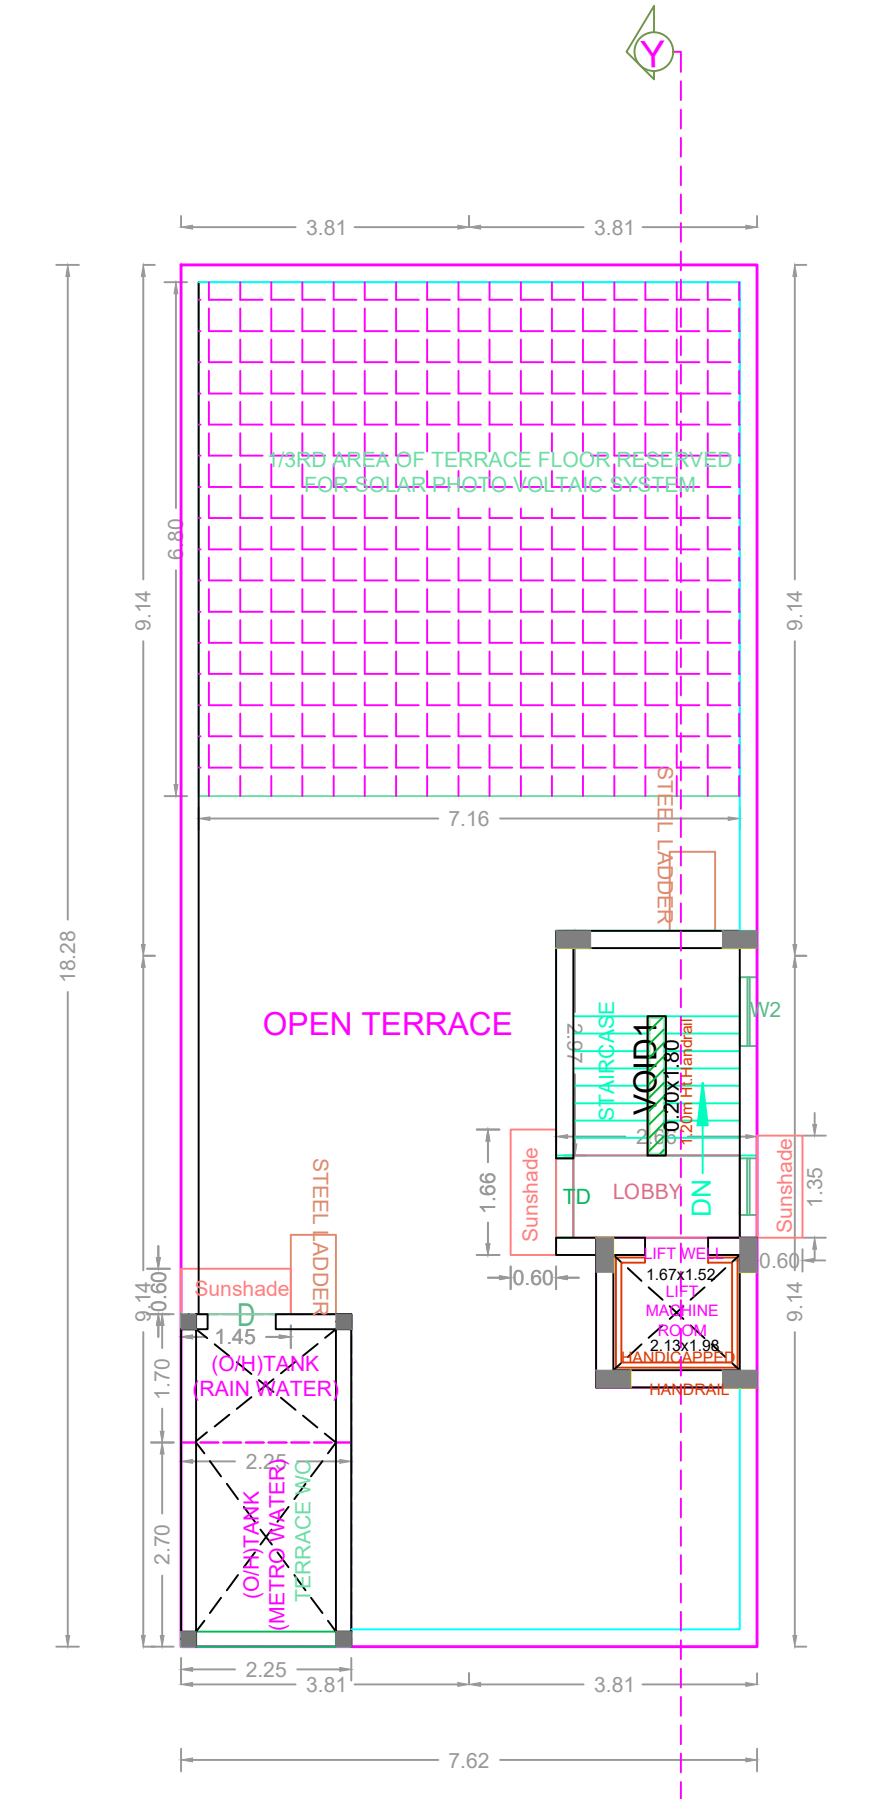 Y
3.81
3.81
1/3RD AREA OF TERRACE FLOOR RESERVED
FOR SOLAR PHOTO VOLTAIC SYSTEM
6.80
9.14
9.14
7.16
STEEL LADDER
18.28
OPEN TERRACE
2.97
STAIRCASE
VOID1
0.20x1.80
1.20m Ht.Handrail
W2
1.66
Sunshade
TD
LOBBY
DN
Sunshade
1.35
0.60
0.60
LIFT WELL
1.67x1.52
LIFT
MACHINE
ROOM
2.13x1.98
HANDICAPPED
HANDRAIL
STEEL LADDER
9.14
0.60
Sunshade
D
1.45
9.14
(O/H)TANK
(RAIN WATER)
1.70
2.25
(O/H)TANK
(METRO WATER)
TERRACE WC
2.70
2.25
3.81
3.81
7.62